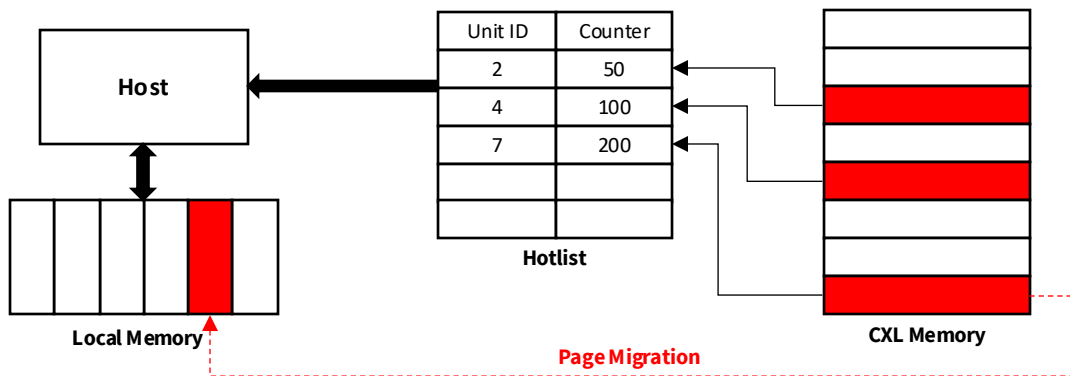 Host
Unit ID Counter
2 50
4 100
7 200
Hotlist
Local Memory
CXL Memory
Page Migration